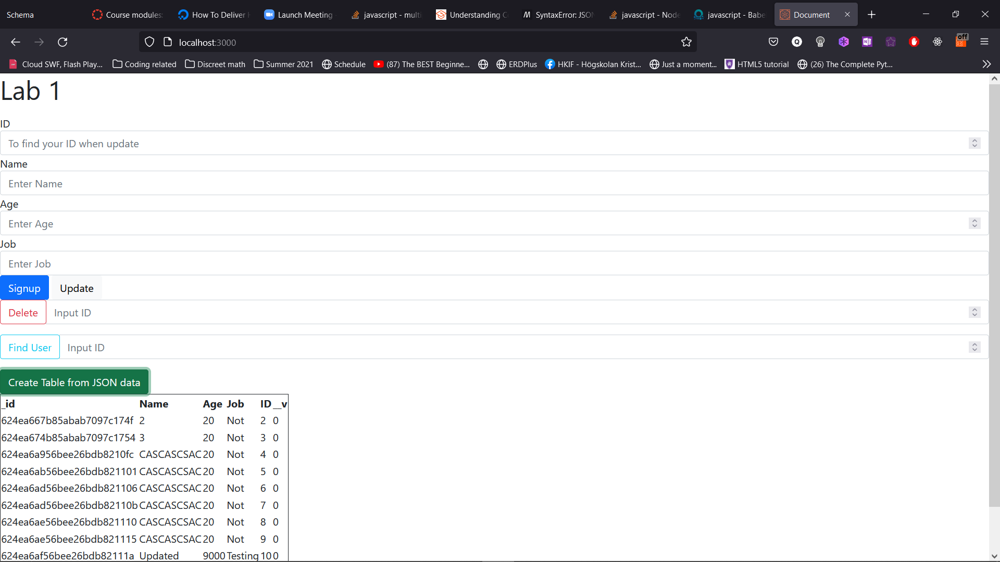 Schema Course modules: How To Deliver H Launch Meeting - javascript - multi Understanding C SyntaxError: JSON javascript - Node javascript - Babe Document
localhost:3000
Cloud SWF, Flash Play... Coding related Discreet math Summer 2021 Schedule (87) The BEST Beginne... ERDPlus HKIF - Högskolan Krist... Just a moment... HTML5 tutorial (26) The Complete Pyt...
Lab 1
ID
To find your ID when update
Name
Enter Name
Age
Enter Age
Job
Enter Job
Signup Update
Delete Input ID
Find User Input ID
Create Table from JSON data
_id Name Age Job ID __v
624ea667b85abab7097c174f 2 20 Not 2 0
624ea674b85abab7097c1754 3 20 Not 3 0
624ea6a956bee26bdb8210fc CASCASCSAC 20 Not 4 0
624ea6ab56bee26bdb821101 CASCASCSAC 20 Not 5 0
624ea6ad56bee26bdb821106 CASCASCSAC 20 Not 6 0
624ea6ad56bee26bdb82110b CASCASCSAC 20 Not 7 0
624ea6ae56bee26bdb821110 CASCASCSAC 20 Not 8 0
624ea6ae56bee26bdb821115 CASCASCSAC 20 Not 9 0
624ea6af56bee26bdb82111a Updated 9000 Testing 10 0